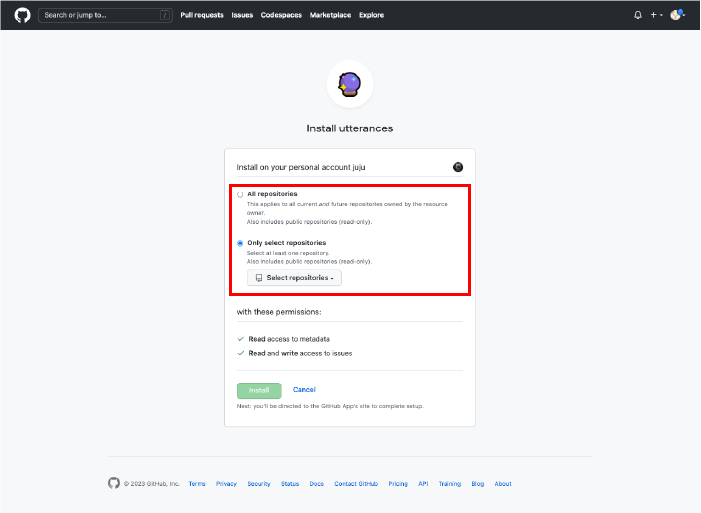 Search or jump to...
/
Pull requests
Issues
Codespaces
Marketplace
Explore
Install utterances
Install on your personal account juju
All repositories
This applies to all current and future repositories owned by the resource
owner.
Also includes public repositories (read-only).
Only select repositories
Select at least one repository.
Also includes public repositories (read-only).
Select repositories
with these permissions:
Read access to metadata
Read and write access to issues
Install
Cancel
Next: you'll be directed to the GitHub App's site to complete setup.
© 2023 GitHub, Inc.
Terms
Privacy
Security
Status
Docs
Contact GitHub
Pricing
API
Training
Blog
About